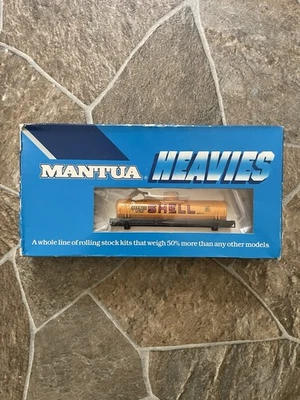 MANTUA HEAVIES
SHELL
A whole line of rolling stock kits that weigh 50% more than any other models.